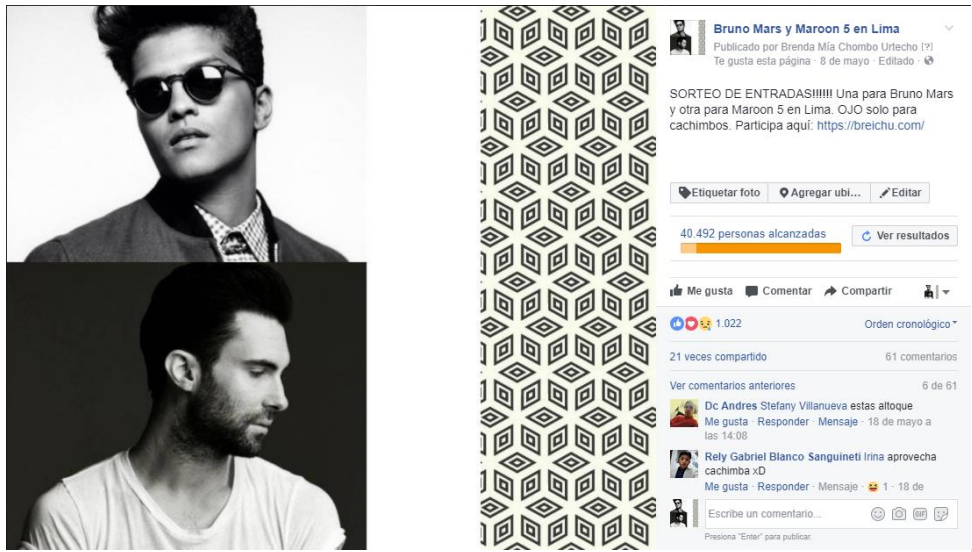 Bruno Mars y Maroon 5 en Lima
Publicado por Brenda Mía Chombo Urtecho [?]
Te gusta esta página · 8 de mayo · Editado ·
SORTEO DE ENTRADAS!!!!!! Una para Bruno Mars
y otra para Maroon 5 en Lima. OJO solo para
cachimbos. Participa aquí: https://breichu.com/
Etiquetar foto Agregar ubi... Editar
40.492 personas alcanzadas Ver resultados
Me gusta Comentar Compartir
1.022 Orden cronológico
21 veces compartido 61 comentarios
Ver comentarios anteriores 6 de 61
Dc Andres Stefany Villanueva estas altoque
Me gusta · Responder · Mensaje · 18 de mayo a
las 14:08
Rely Gabriel Blanco Sanguineti Irina aprovecha
cachimba xD
Me gusta · Responder · Mensaje · 1 · 18 de
Escribe un comentario... GIF
Presiona "Enter" para publicar.